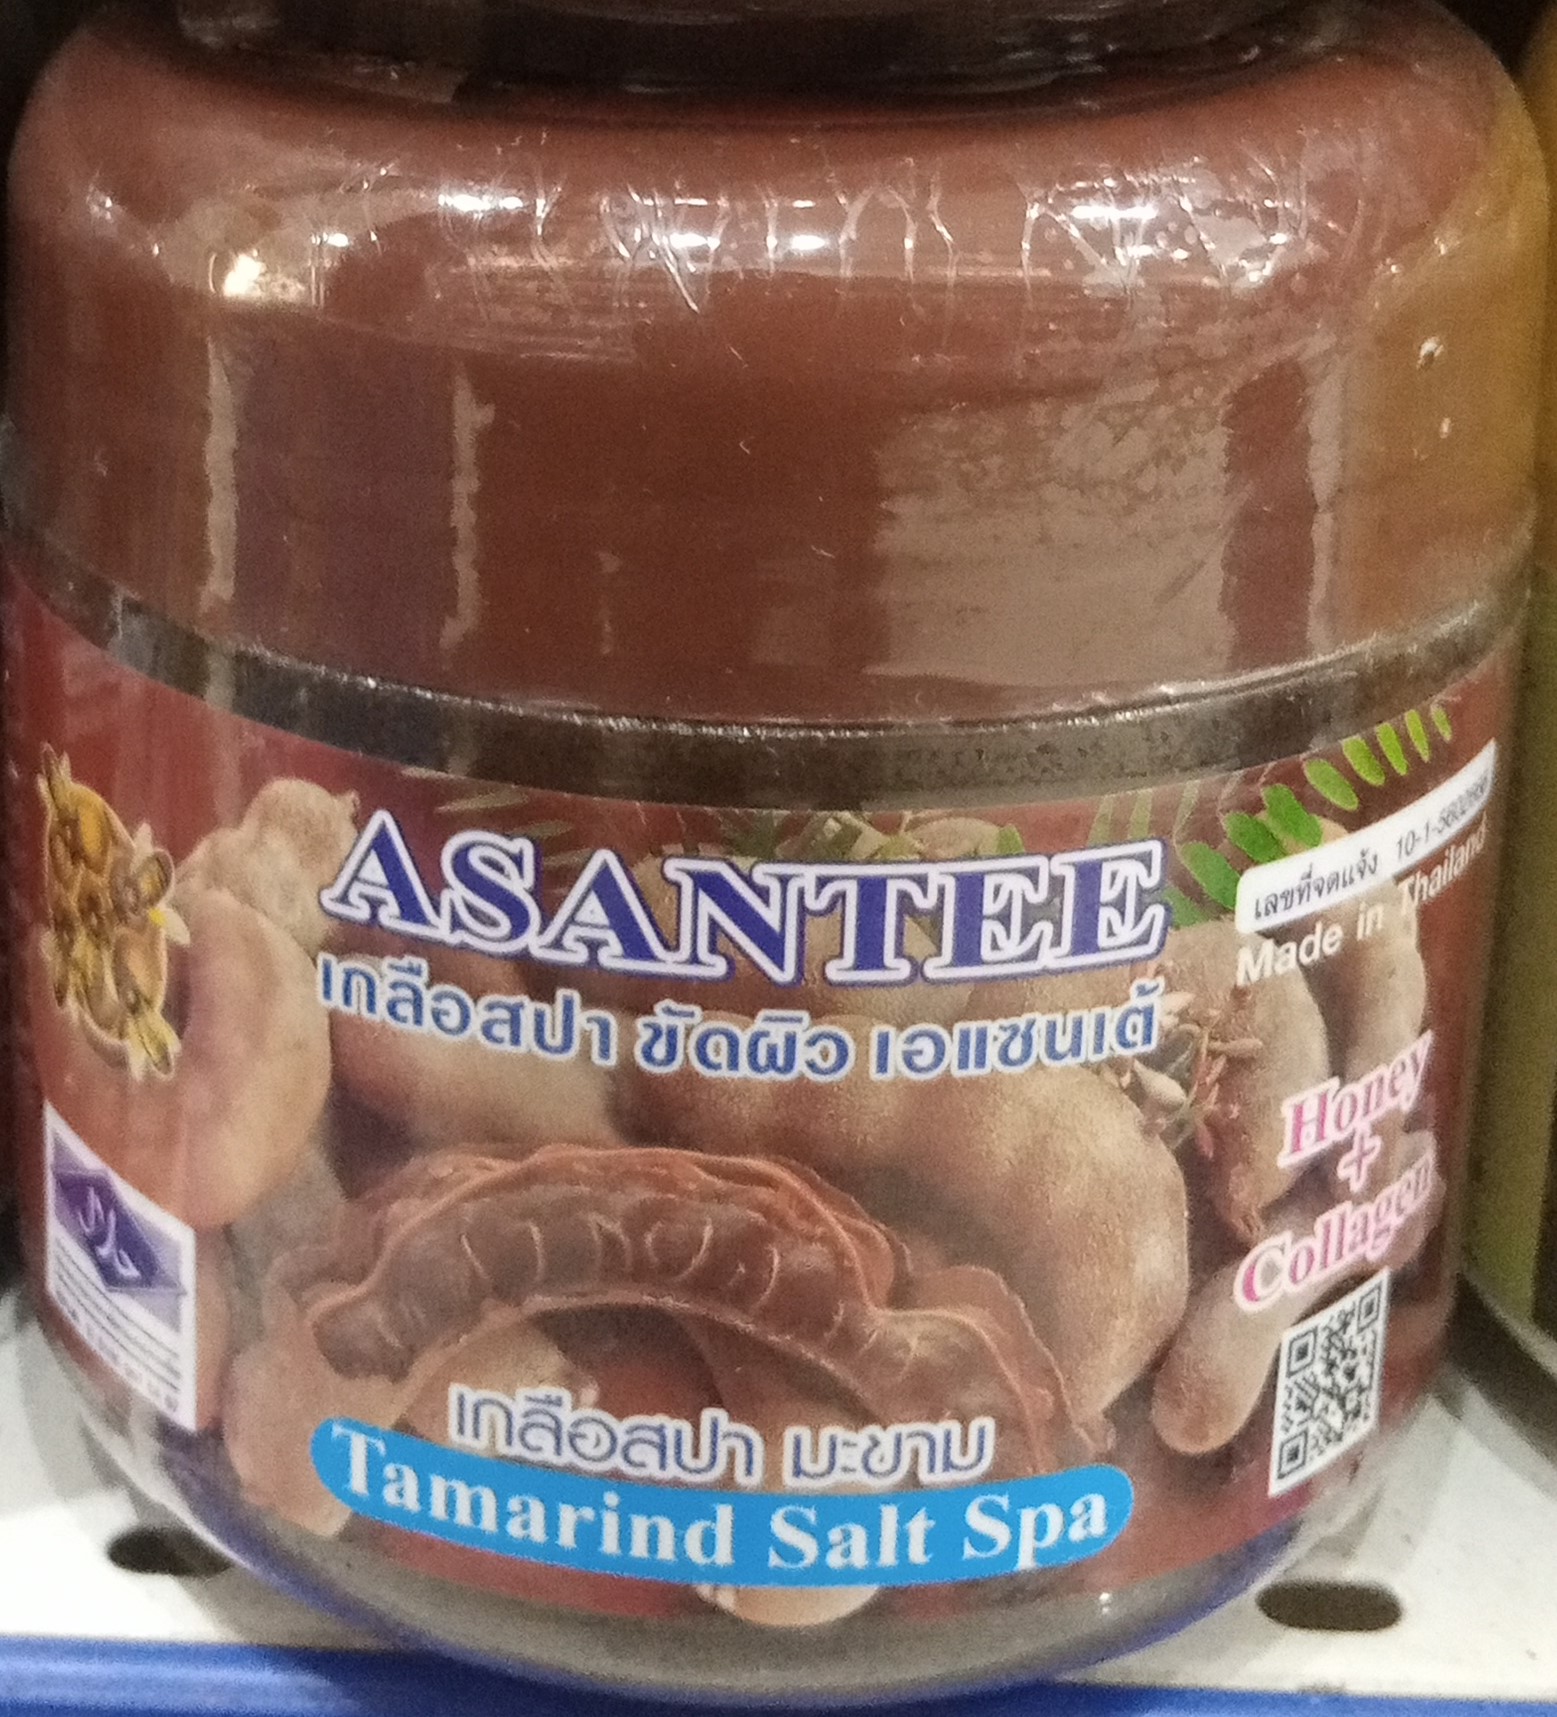 ASANTEE
เกลือสปา ขัดผิว เอแซนเต้
เลขที่จดแจ้ง
Made in Thailand
Honey
+
Collagen
เกลือสปา มะขาม
Tamarind Salt Spa